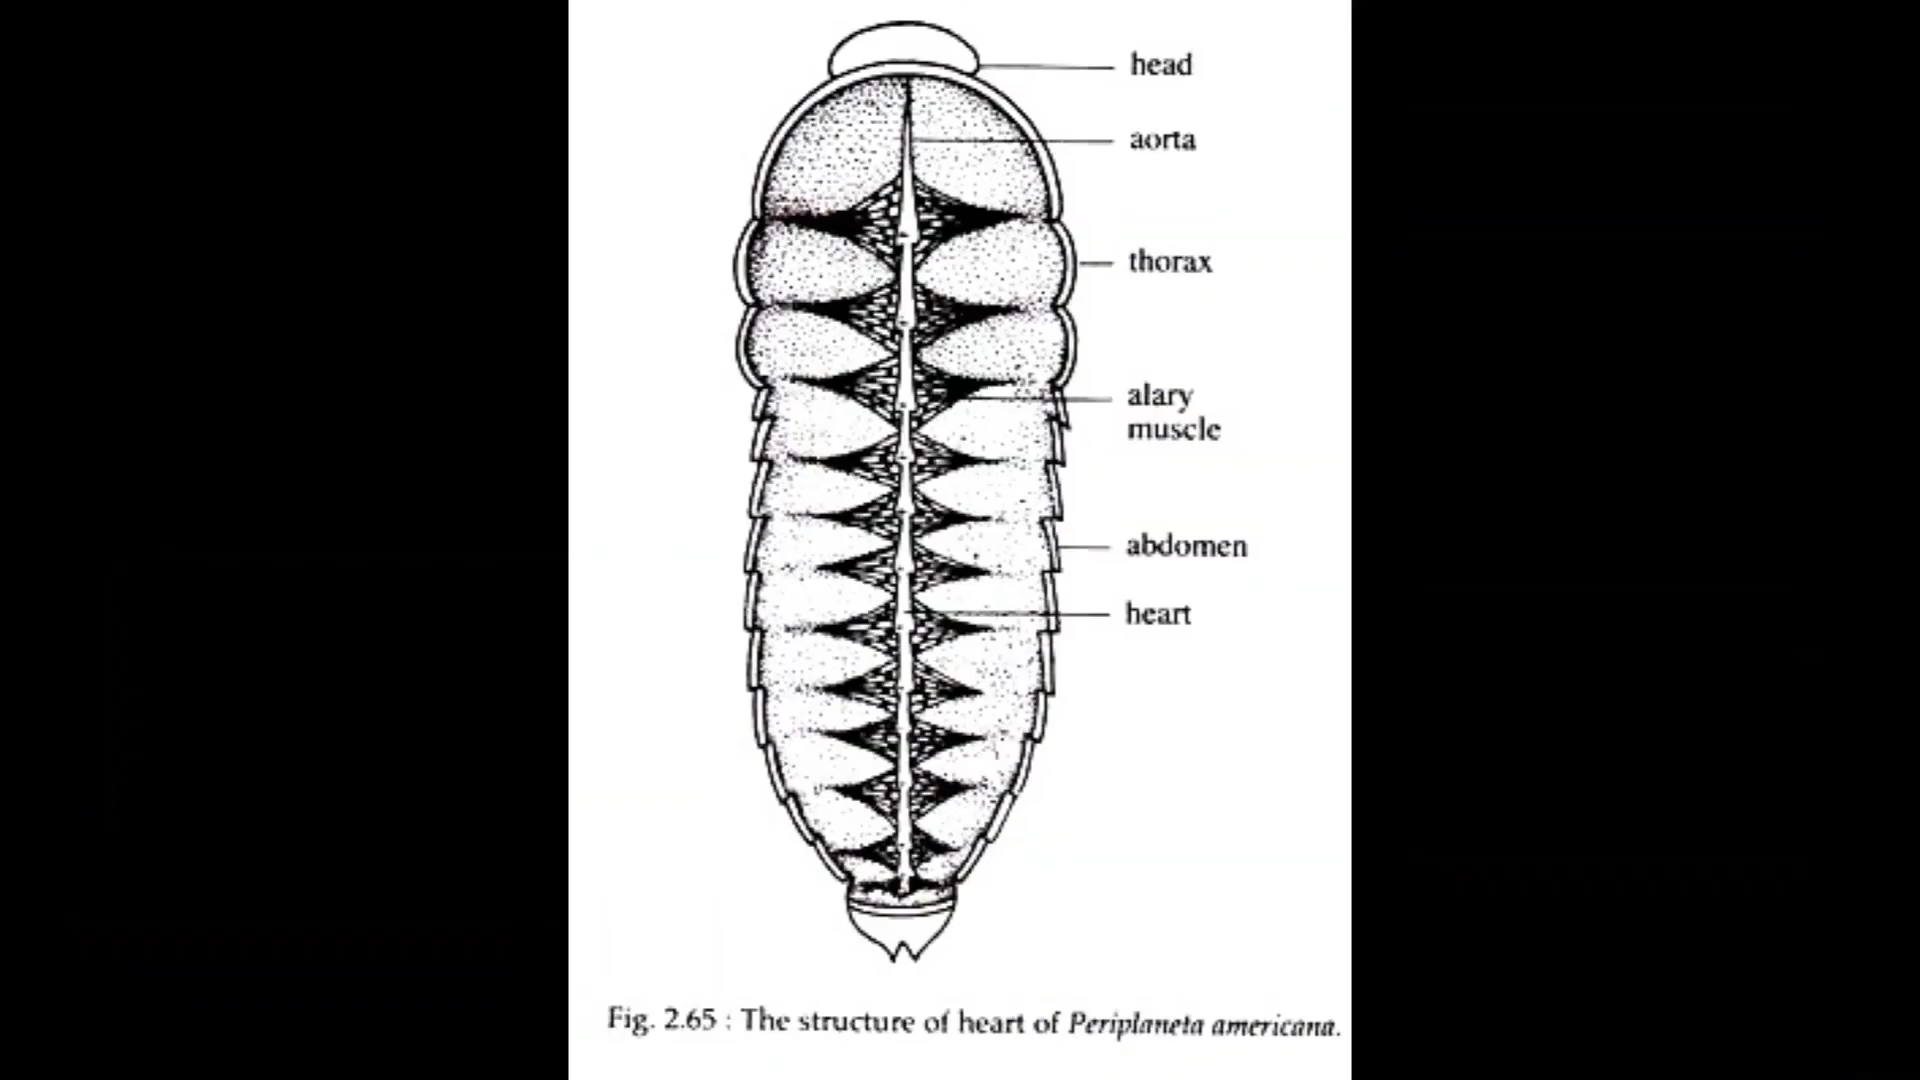 head
aorta
thorax
alary
muscle
abdomen
heart
Fig. 2.65 : The structure of heart of Periplaneta americana.